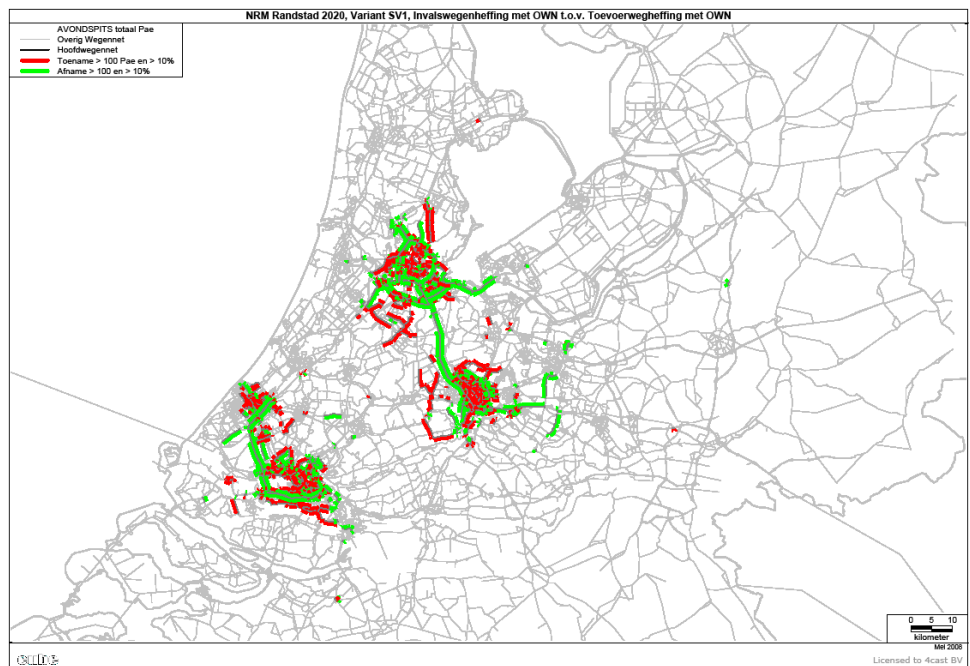 NRM Randstad 2020, Variant SV1, Invalswegenheffing met OWN t.o.v. Toevoerwegheffing met OWN
AVONDSPITS totaal Pae
Overig Wegennet
Hoofdwegennet
Toename > 100 Pae en > 10%
Afname > 100 en > 10%
0 5 10
kilometer
Mei 2008
cube
Licensed to 4cast BV